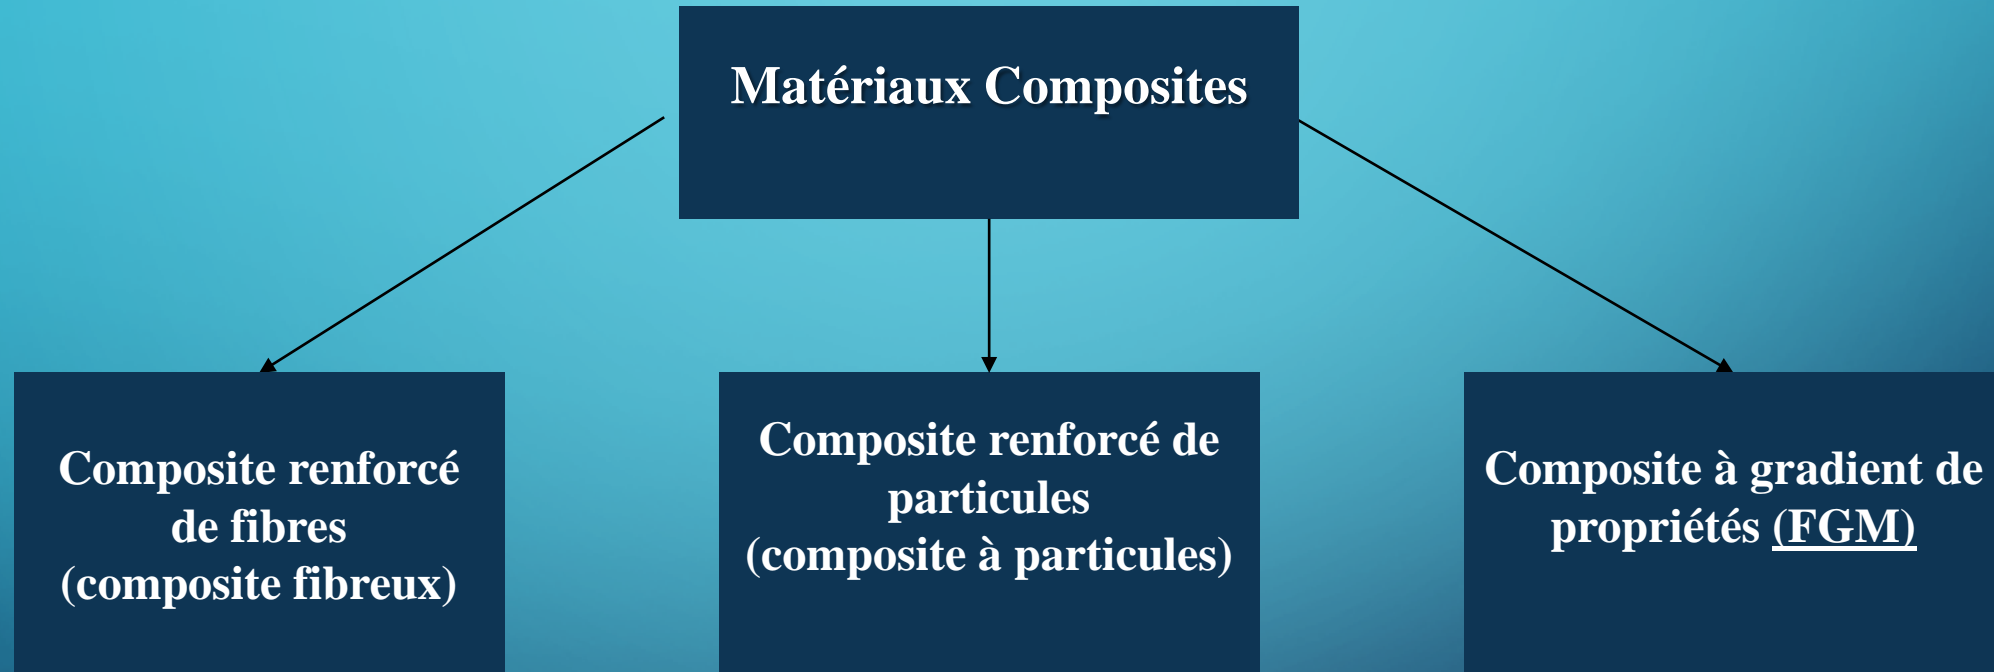 Matériaux Composites
Composite renforcé
de fibres
(composite fibreux)
Composite renforcé de
particules
(composite à particules)
Composite à gradient de
propriétés (FGM)